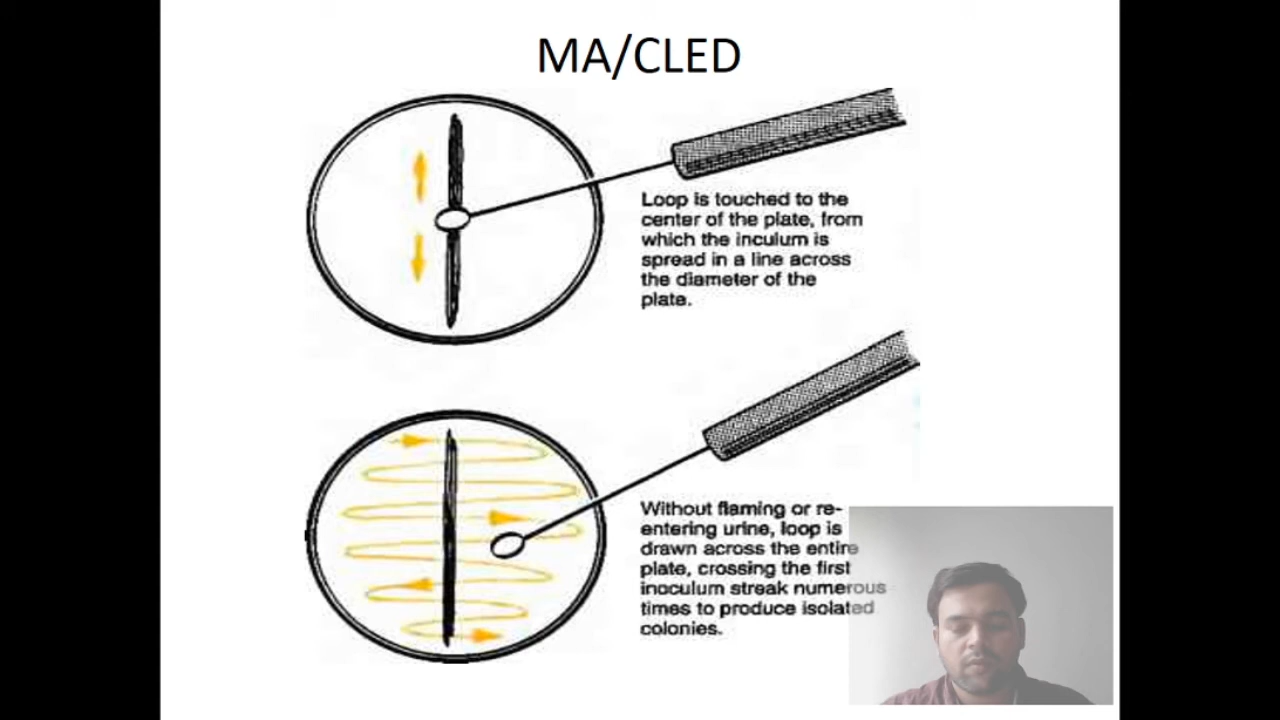 MA/CLED
Loop is touched to the
center of the plate, from
which the inculum is
spread in a line across
the diameter of the
plate.
Without flaming or re-
entering urine, loop is
drawn across the entire
plate, crossing the first
inoculum streak numerous
times to produce isolated
colonies.